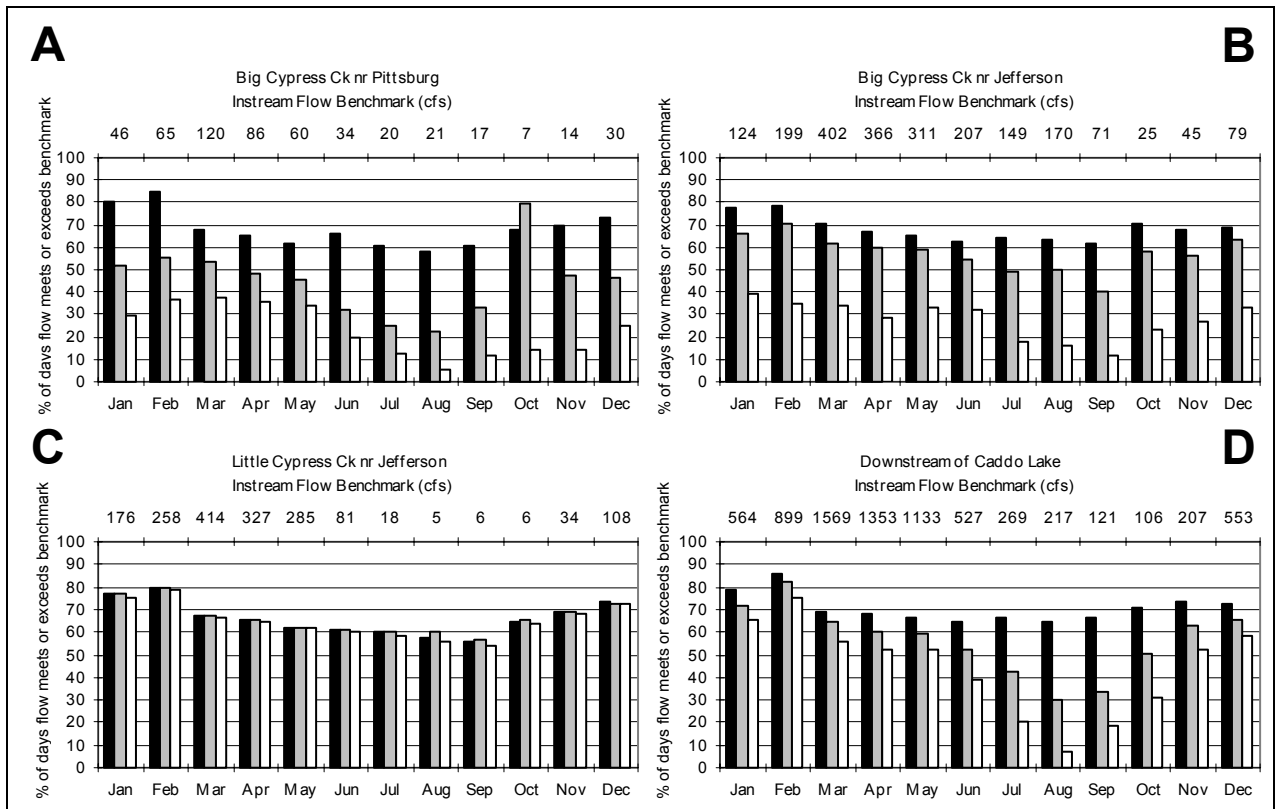 A
Big Cypress Ck nr Pittsburg
Instream Flow Benchmark (cfs)
46 65 120 86 60 34 20 21 17 7 14 30
% of days flow meets or exceeds benchmark
100
90
80
70
60
50
40
30
20
10
0
Jan Feb Mar Apr May Jun Jul Aug Sep Oct Nov Dec
B
Big Cypress Ck nr Jefferson
Instream Flow Benchmark (cfs)
124 199 402 366 311 207 149 170 71 25 45 79
% of days flow meets or exceeds benchmark
100
90
80
70
60
50
40
30
20
10
0
Jan Feb Mar Apr May Jun Jul Aug Sep Oct Nov Dec
C
Little Cypress Ck nr Jefferson
Instream Flow Benchmark (cfs)
176 258 414 327 285 81 18 5 6 6 34 108
% of days flow meets or exceeds benchmark
100
90
80
70
60
50
40
30
20
10
0
Jan Feb Mar Apr May Jun Jul Aug Sep Oct Nov Dec
D
Downstream of Caddo Lake
Instream Flow Benchmark (cfs)
564 899 1569 1353 1133 527 269 217 121 106 207 553
% of days flow meets or exceeds benchmark
100
90
80
70
60
50
40
30
20
10
0
Jan Feb Mar Apr May Jun Jul Aug Sep Oct Nov Dec